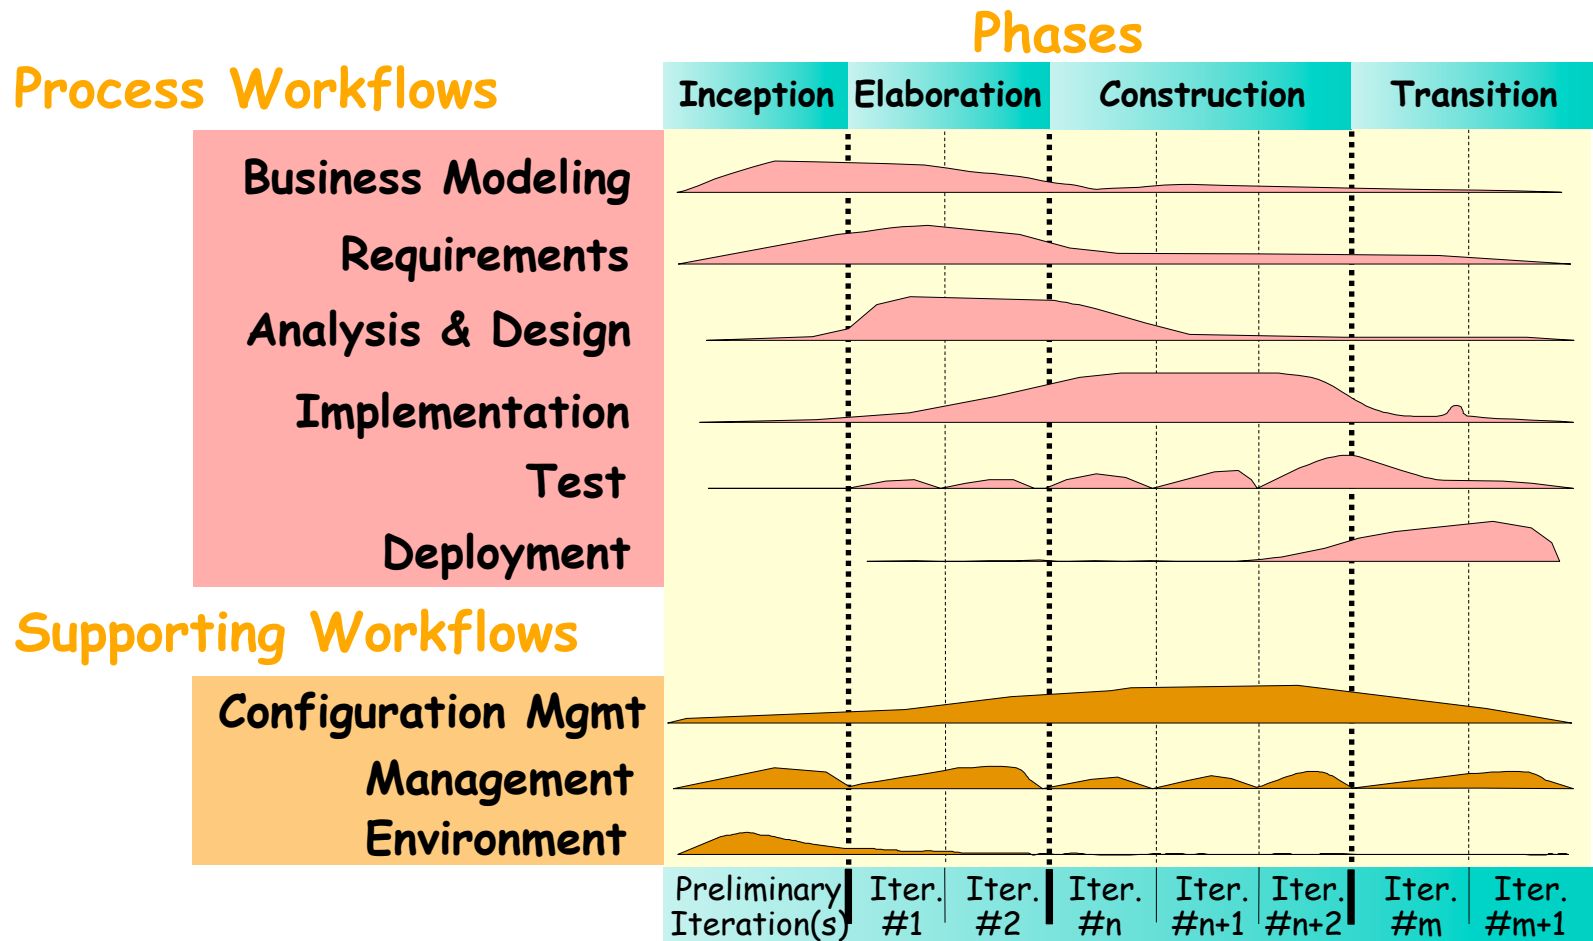 Phases
Process Workflows
Inception Elaboration Construction Transition
Business Modeling
Requirements
Analysis & Design
Implementation
Test
Deployment
Supporting Workflows
Configuration Mgmt
Management
Environment
Preliminary Iter. Iter. Iter. Iter. Iter. Iter. Iter.
Iteration(s) #1 #2 #n #n+1 #n+2 #m #m+1